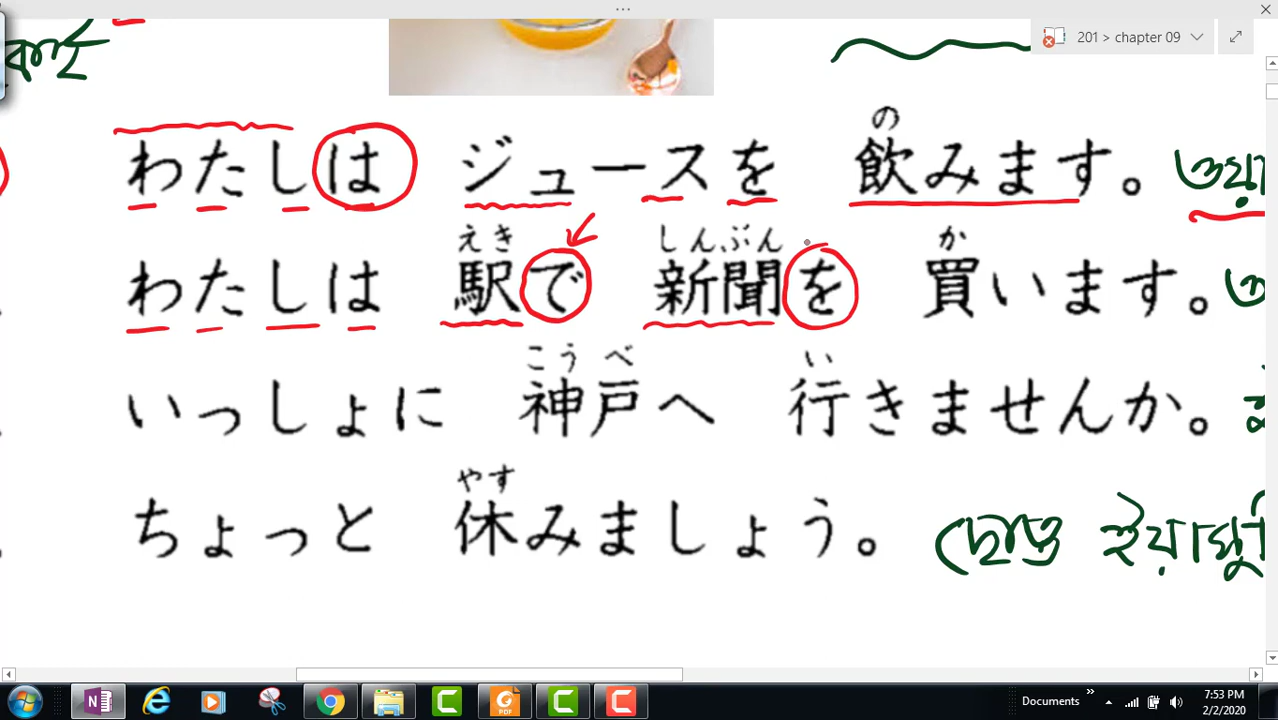 201 > chapter 09
の
わたしは ジュースを 飲みます。
えき しんぶん か
わたしは 駅で 新聞を 買います。
こうべ い
いっしょに 神戸へ 行きませんか。
やす
ちょっと 休みましょう。
Documents
7:53 PM
2/2/2020